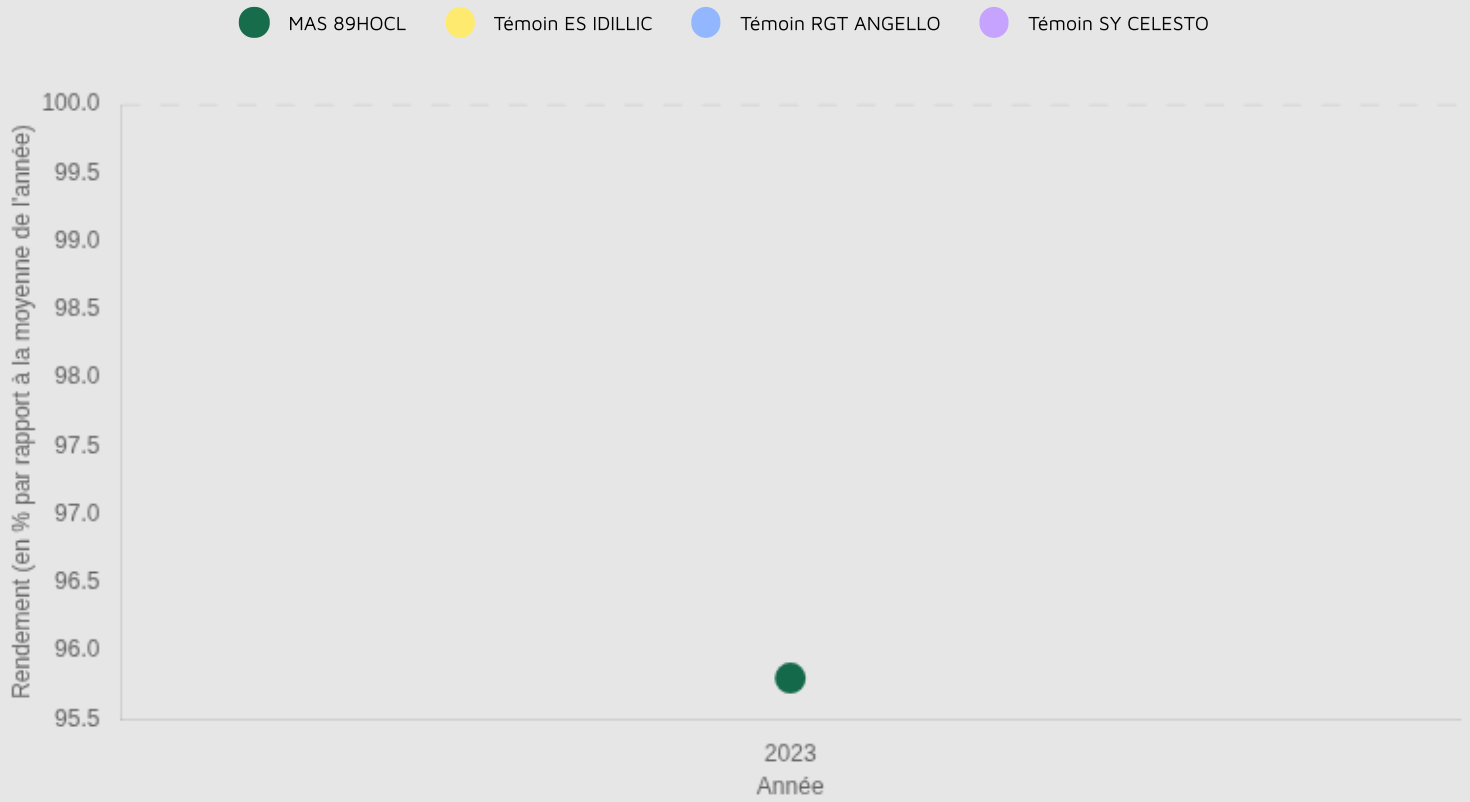 MAS 89HOCL
Témoin ES IDILLIC
Témoin RGT ANGELLO
Témoin SY CELESTO
Rendement (en % par rapport à la moyenne de l'année)
100.0
99.5
99.0
98.5
98.0
97.5
97.0
96.5
96.0
95.5
2023
Année